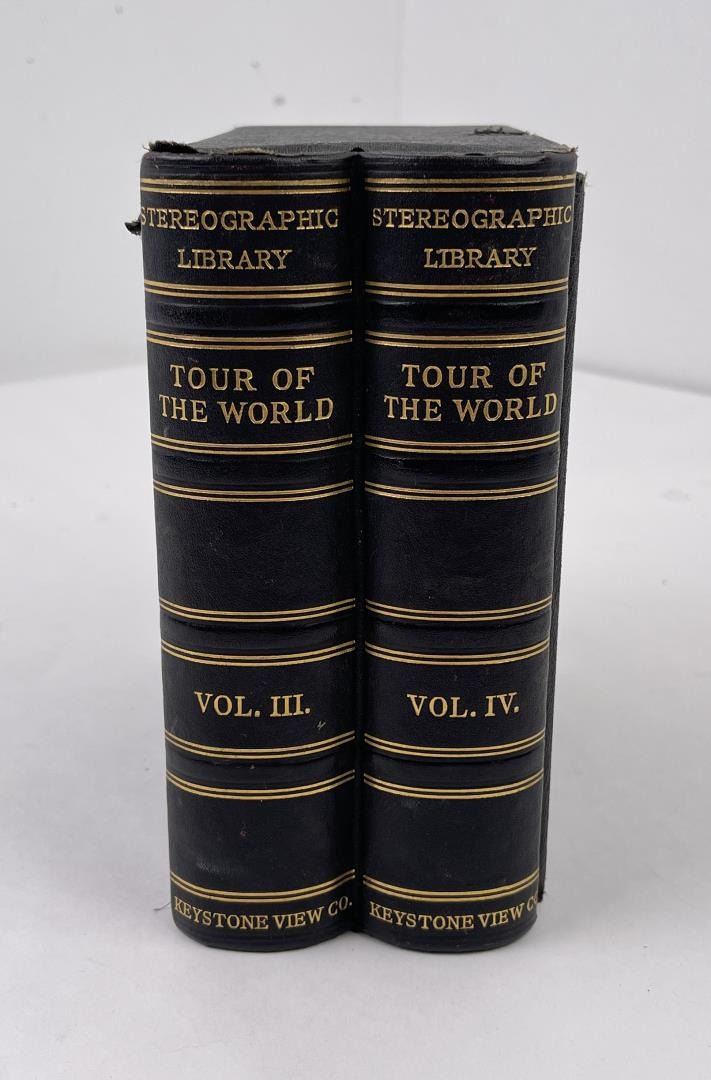 STEREOGRAPHIC
LIBRARY
TOUR OF
THE WORLD
VOL. III.
KEYSTONE VIEW CO.
STEREOGRAPHIC
LIBRARY
TOUR OF
THE WORLD
VOL. IV.
KEYSTONE VIEW CO